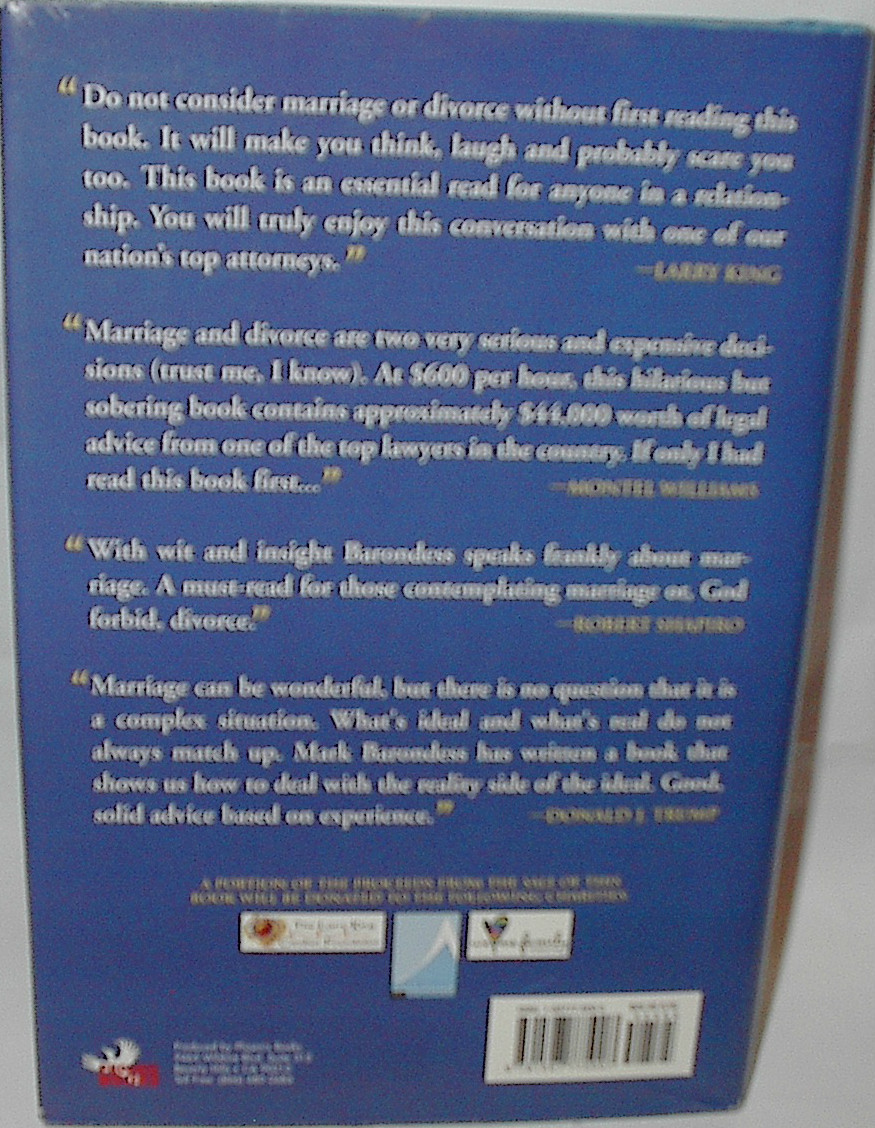 “Do not consider marriage or divorce without first reading this
book. It will make you think, laugh and probably scare you
too. This book is an essential read for anyone in a relation-
ship. You will truly enjoy this conversation with one of our
nation's top attorneys.” —LARRY KING
“Marriage and divorce are two very serious and expensive deci-
sions (trust me, I know). At $600 per hour, this hilarious but
sobering book contains approximately $44,000 worth of legal
advice from one of the top lawyers in the country. If only I had
read this book first...” —MONTEL WILLIAMS
“With wit and insight Barondess speaks frankly about mar-
riage. A must-read for those contemplating marriage or, God
forbid, divorce.” —ROBERT SHAPIRO
“Marriage can be wonderful, but there is no question that it is
a complex situation. What's ideal and what's real do not
always match up. Mark Barondess has written a book that
shows us how to deal with the reality side of the ideal. Good,
solid advice based on experience.” —DONALD J. TRUMP
A PORTION OF THE PROCEEDS FROM THE SALE OF THIS
BOOK WILL BE DONATED TO THE FOLLOWING CHARITIES
The Larry King
Cardiac Foundation
Produced by Phoenix Books